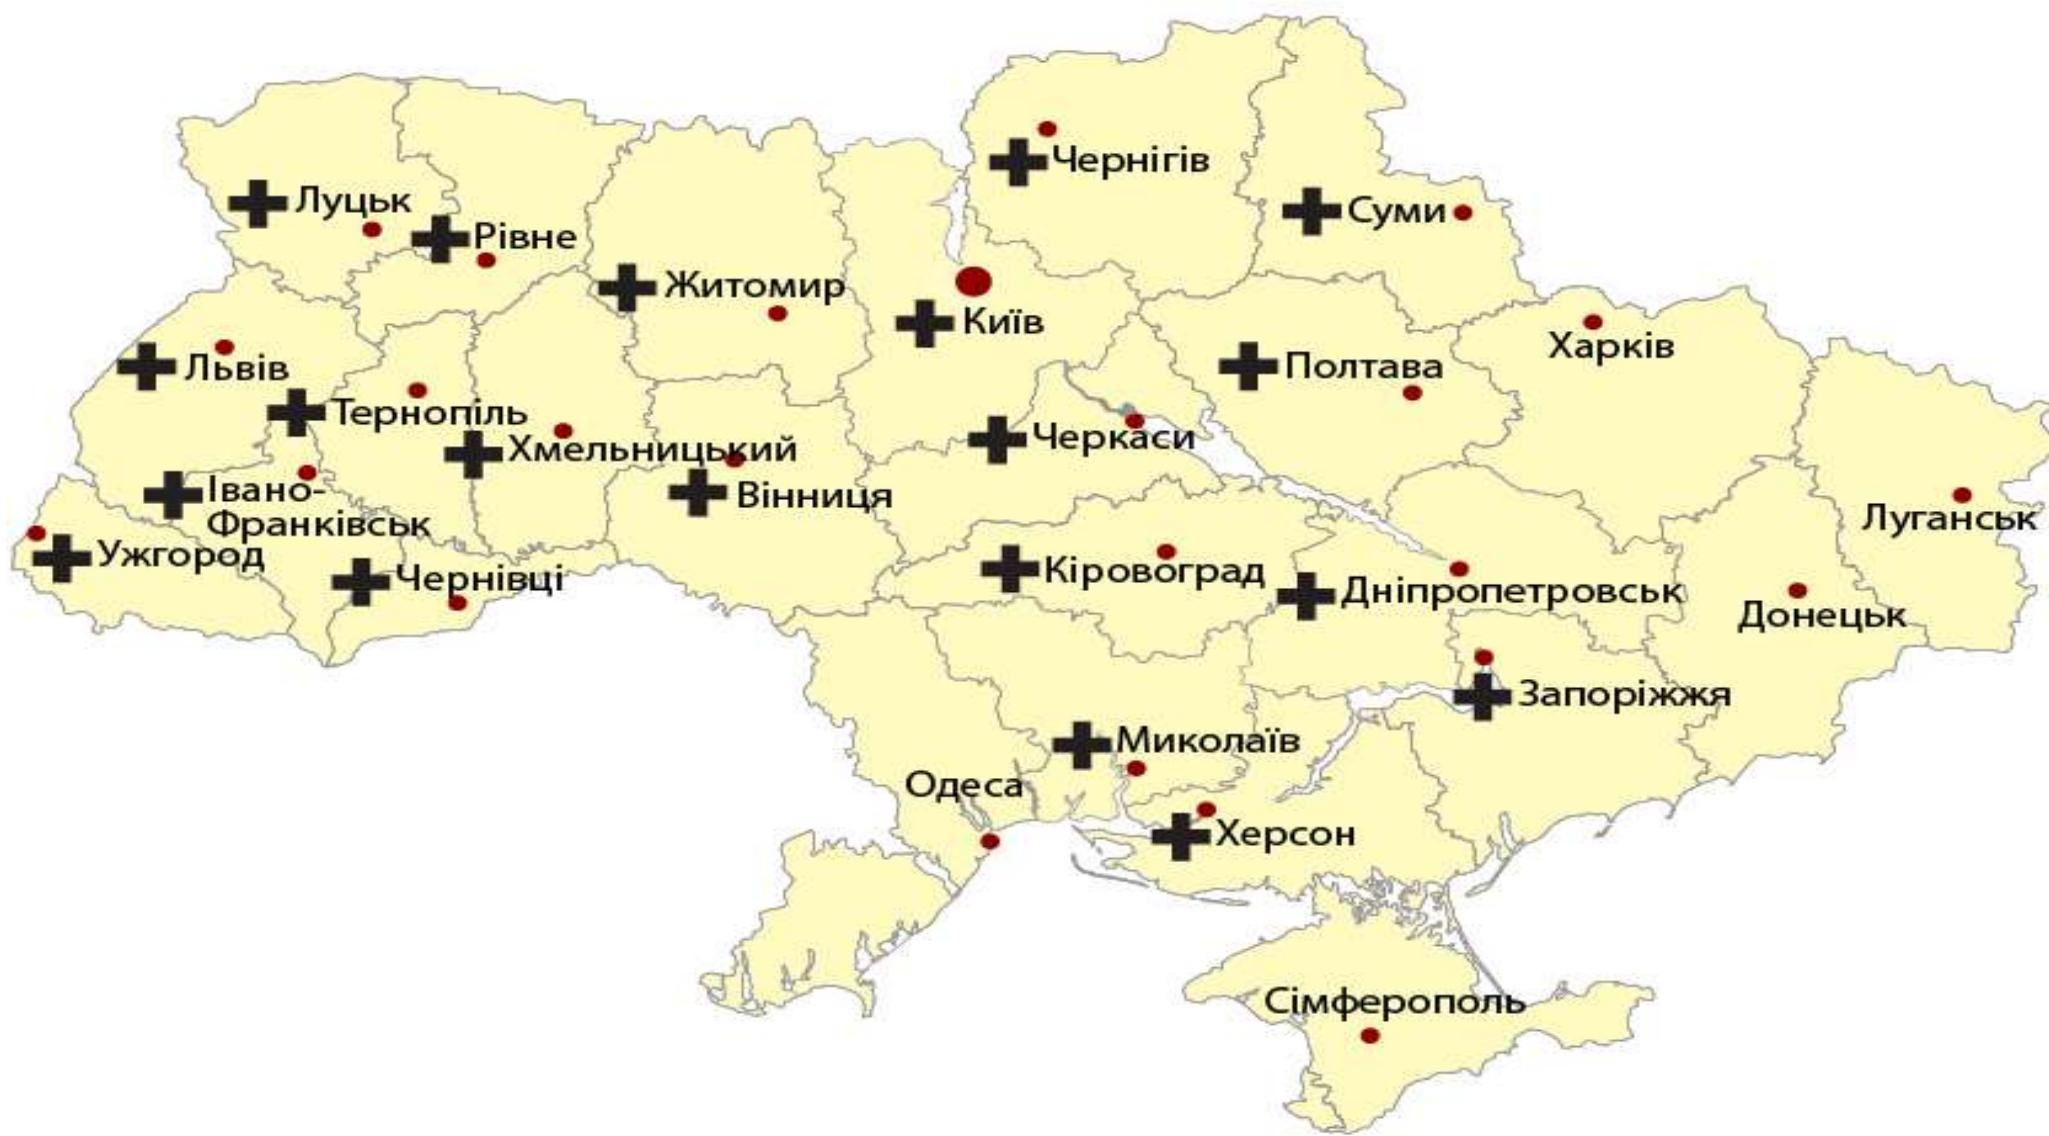 Чернігів
Луцьк
Суми
Рівне
Житомир
Київ
Харків
Львів
Полтава
Тернопіль
Черкаси
Хмельницький
Івано-
Франківськ
Вінниця
Луганськ
Ужгород
Чернівці
Кіровоград
Дніпропетровськ
Донецьк
Запоріжжя
Миколаїв
Одеса
Херсон
Сімферополь